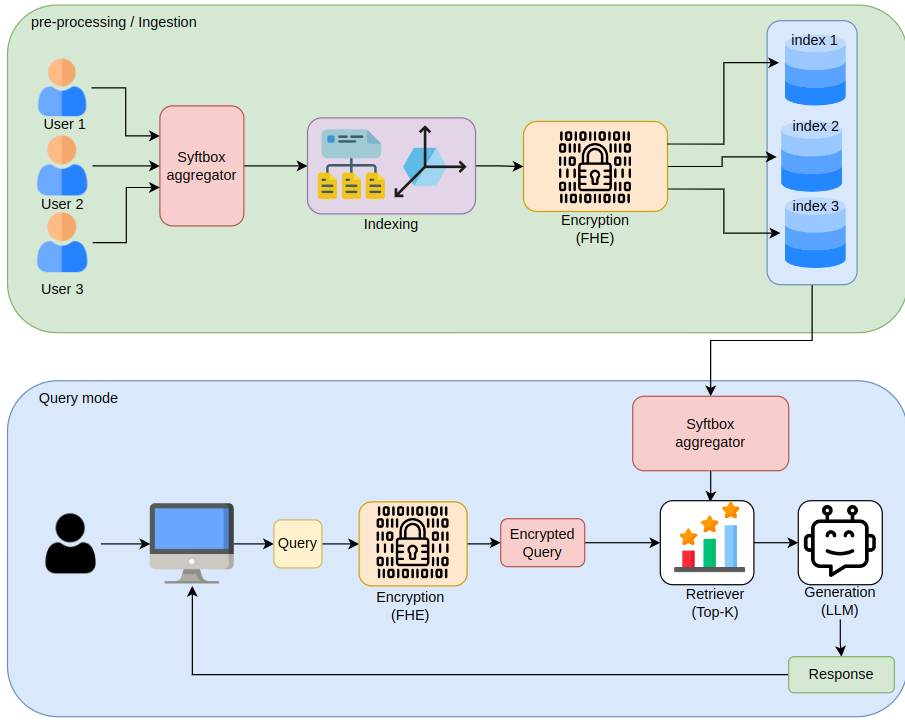 pre-processing / Ingestion
User 1
User 2
User 3
Syftbox
aggregator
Indexing
Encryption
(FHE)
index 1
index 2
index 3
Query mode
Syftbox
aggregator
Query
Encryption
(FHE)
Encrypted
Query
Retriever
(Top-K)
Generation
(LLM)
Response